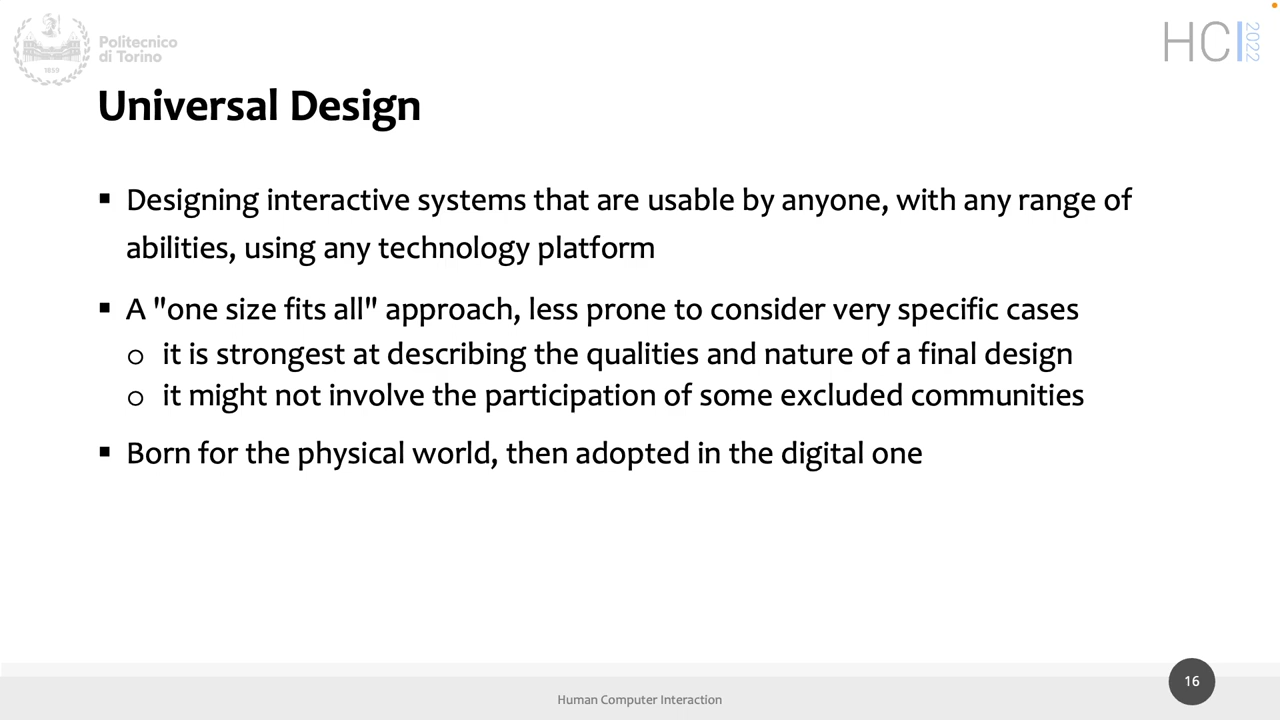 Politecnico
di Torino
1859
HCI
2022
Universal Design
▪ Designing interactive systems that are usable by anyone, with any range of
abilities, using any technology platform
▪ A "one size fits all" approach, less prone to consider very specific cases
o it is strongest at describing the qualities and nature of a final design
o it might not involve the participation of some excluded communities
▪ Born for the physical world, then adopted in the digital one
Human Computer Interaction
16